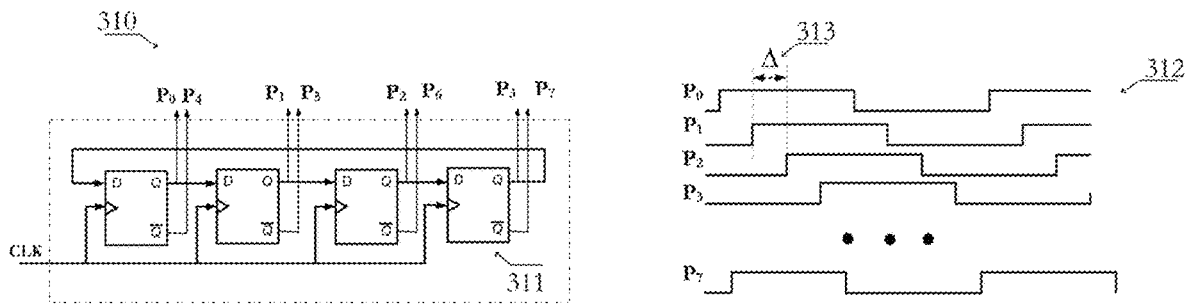 310
P0 P4 P1 P5 P2 P6 P3 P7
D Q D Q D Q D Q
Q Q Q Q
CLK
311
313
Δ
312
P0
P1
P2
P3
P7